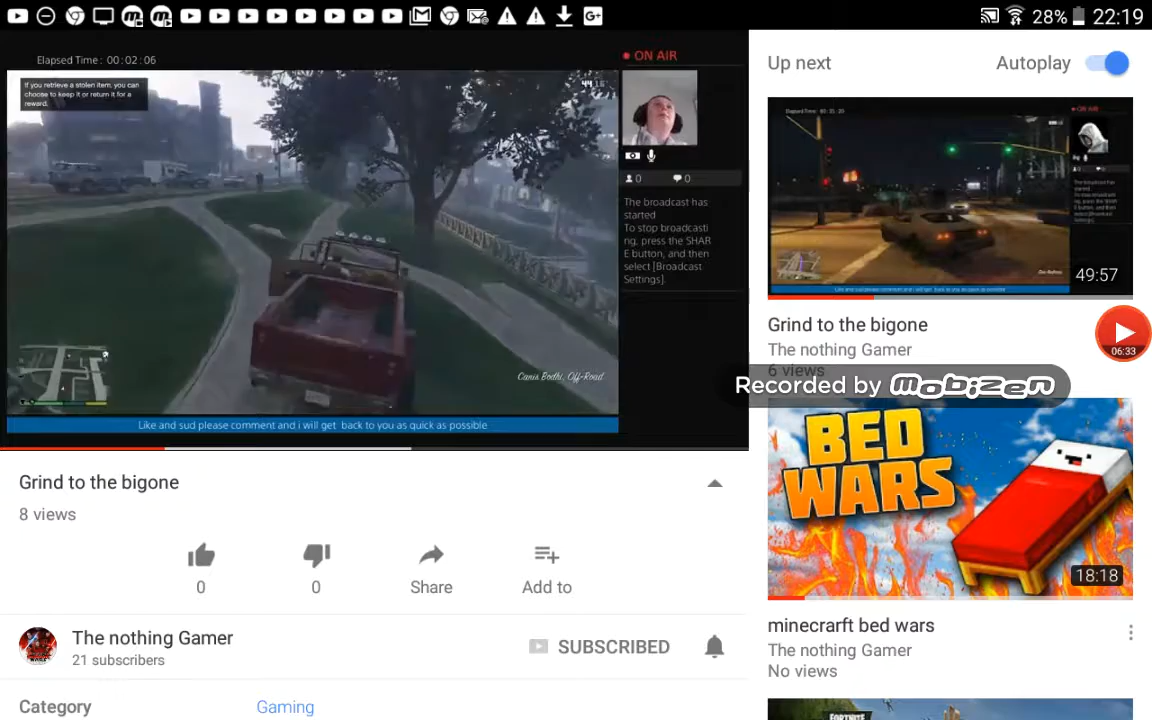 28% 22:19
Elapsed Time: 00:02:06
ON AIR
If you retrieve a stolen item, you can
choose to keep it or return it for a
reward.
0 0
The broadcast has
started
To stop broadcasti
ng, press the SHAR
E button, and then
select [Broadcast
Settings].
Canis Bodhi, Off-Road
Like and sud please comment and i will get back to you as quick as possible
Grind to the bigone
8 views
0
0
Share
Add to
The nothing Gamer
21 subscribers
SUBSCRIBED
Category
Gaming
Up next
Autoplay
ON AIR
49:57
Grind to the bigone
The nothing Gamer
6 views
06:33
Recorded by mobizen
BED
WARS
18:18
minecrarft bed wars
The nothing Gamer
No views
FORTNITE